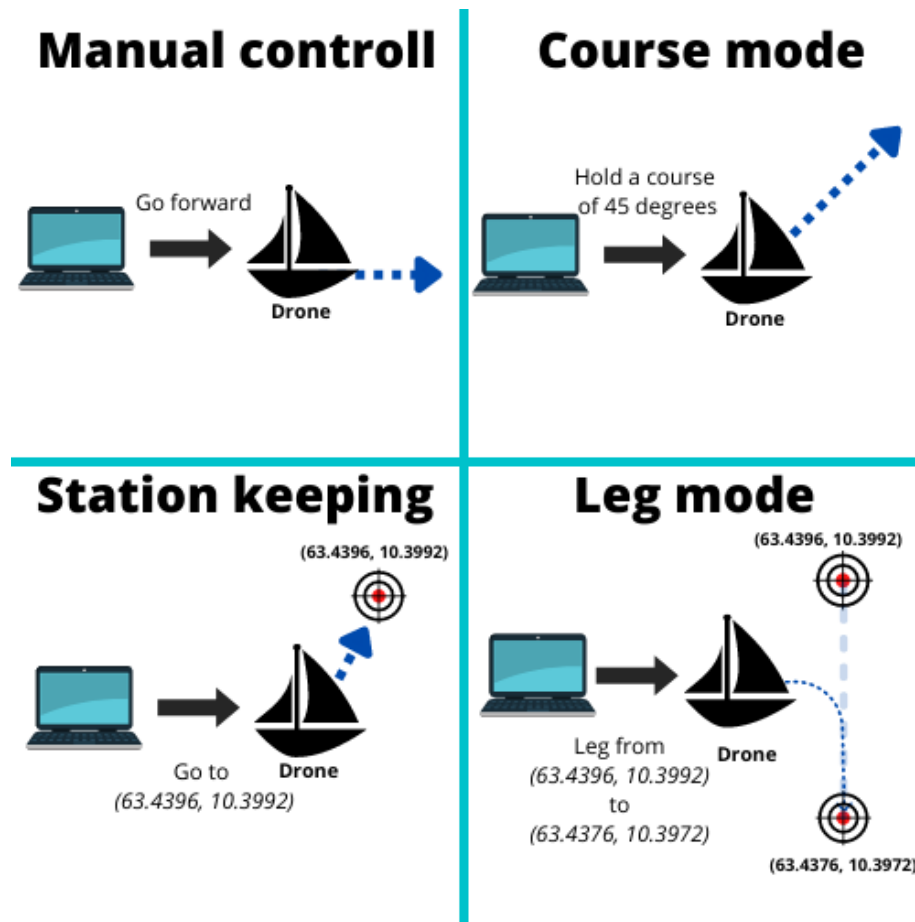 Manual controll
Go forward
Drone
Course mode
Hold a course
of 45 degrees
Drone
Station keeping
(63.4396, 10.3992)
Go to
(63.4396, 10.3992)
Drone
Leg mode
(63.4396, 10.3992)
Leg from
(63.4396, 10.3992)
to
(63.4376, 10.3972)
Drone
(63.4376, 10.3972)